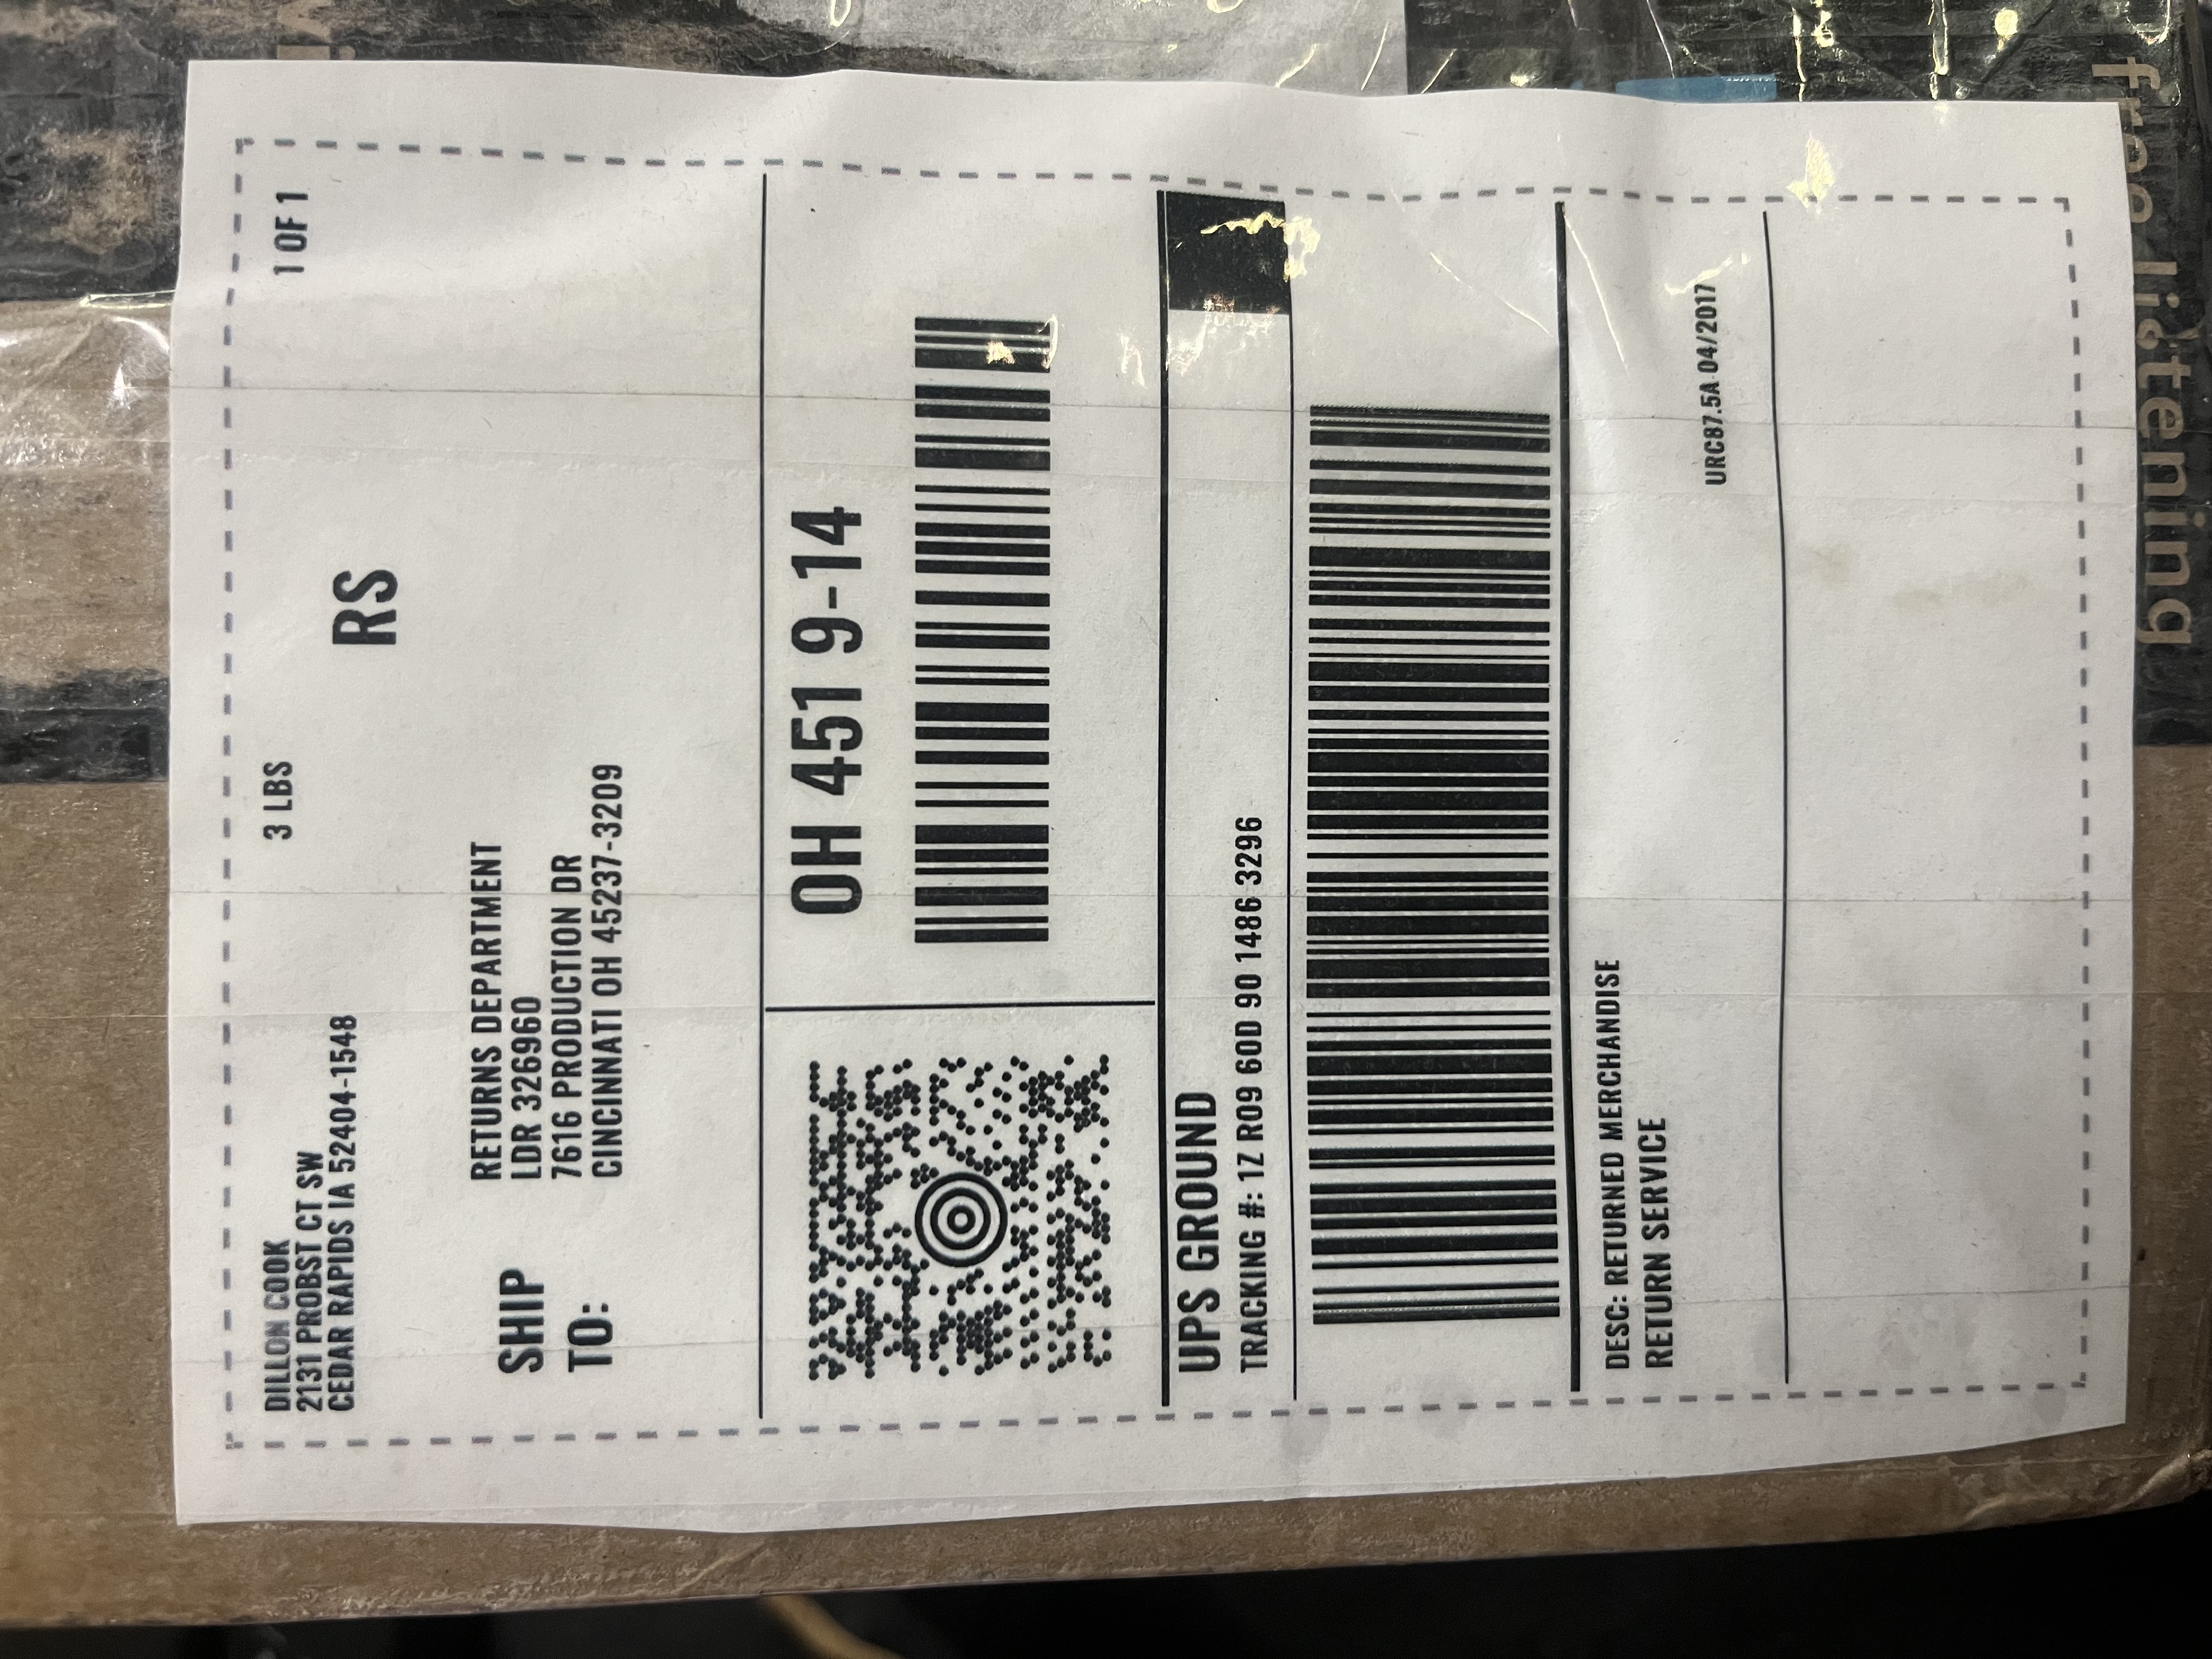 DILLON COOK
2131 PROBST CT SW
CEDAR RAPIDS IA 52404-1548
3 LBS
1 OF 1
RS
SHIP
TO:
RETURNS DEPARTMENT
LDR 3269960
7616 PRODUCTION DR
CINCINNATI OH 45237-3209
OH 451 9-14
UPS GROUND
TRACKING #: 1Z R09 60D 90 1486 3296
DESC: RETURNED MERCHANDISE
RETURN SERVICE
URC87.5A 04/2017
free listening